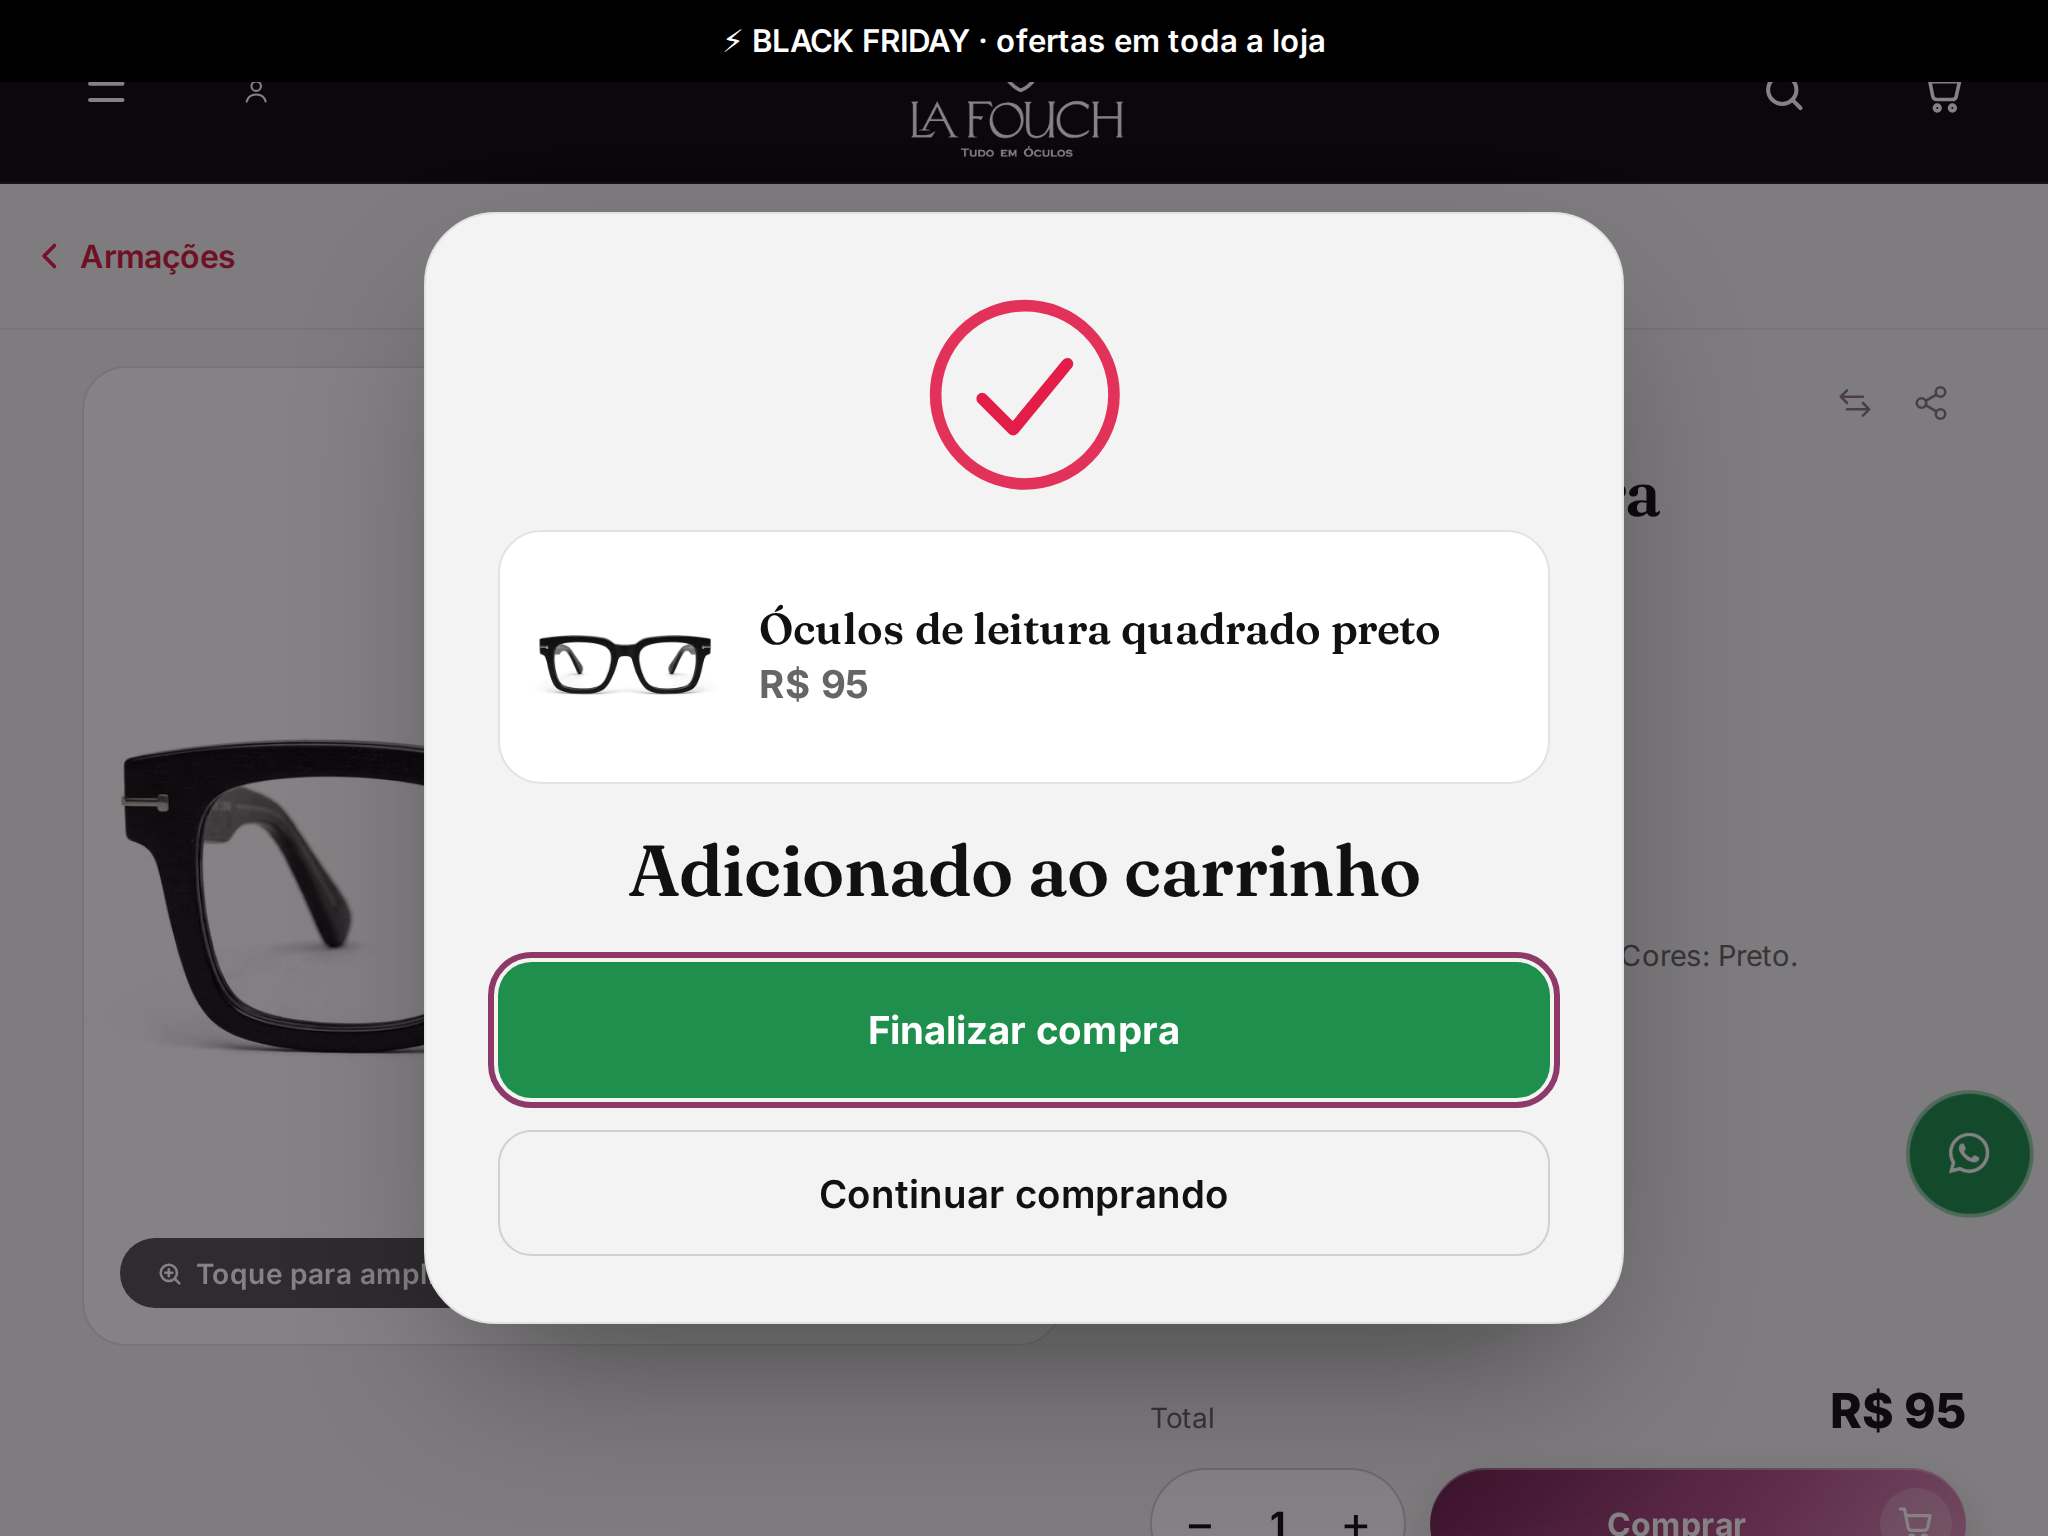 ⚡ BLACK FRIDAY · ofertas em toda a loja
LA FOUCH
TUDO EM ÓCULOS
Armações
Óculos de leitura quadrado preto
R$ 95
Adicionado ao carrinho
Cores: Preto.
Finalizar compra
Continuar comprando
Toque para
Total
R$ 95
− 1 +
Comprar